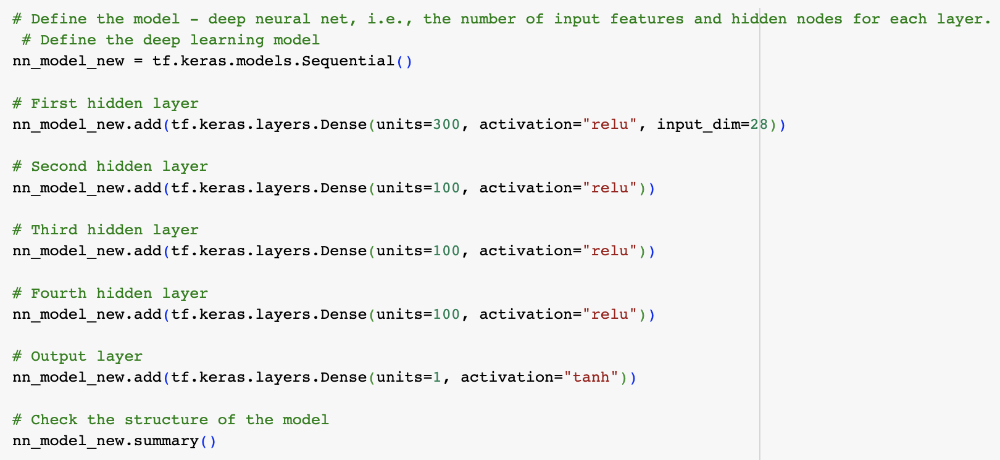 # Define the model - deep neural net, i.e., the number of input features and hidden nodes for each layer.
 # Define the deep learning model
nn_model_new = tf.keras.models.Sequential()

# First hidden layer
nn_model_new.add(tf.keras.layers.Dense(units=300, activation="relu", input_dim=28))

# Second hidden layer
nn_model_new.add(tf.keras.layers.Dense(units=100, activation="relu"))

# Third hidden layer
nn_model_new.add(tf.keras.layers.Dense(units=100, activation="relu"))

# Fourth hidden layer
nn_model_new.add(tf.keras.layers.Dense(units=100, activation="relu"))

# Output layer
nn_model_new.add(tf.keras.layers.Dense(units=1, activation="tanh"))

# Check the structure of the model
nn_model_new.summary()